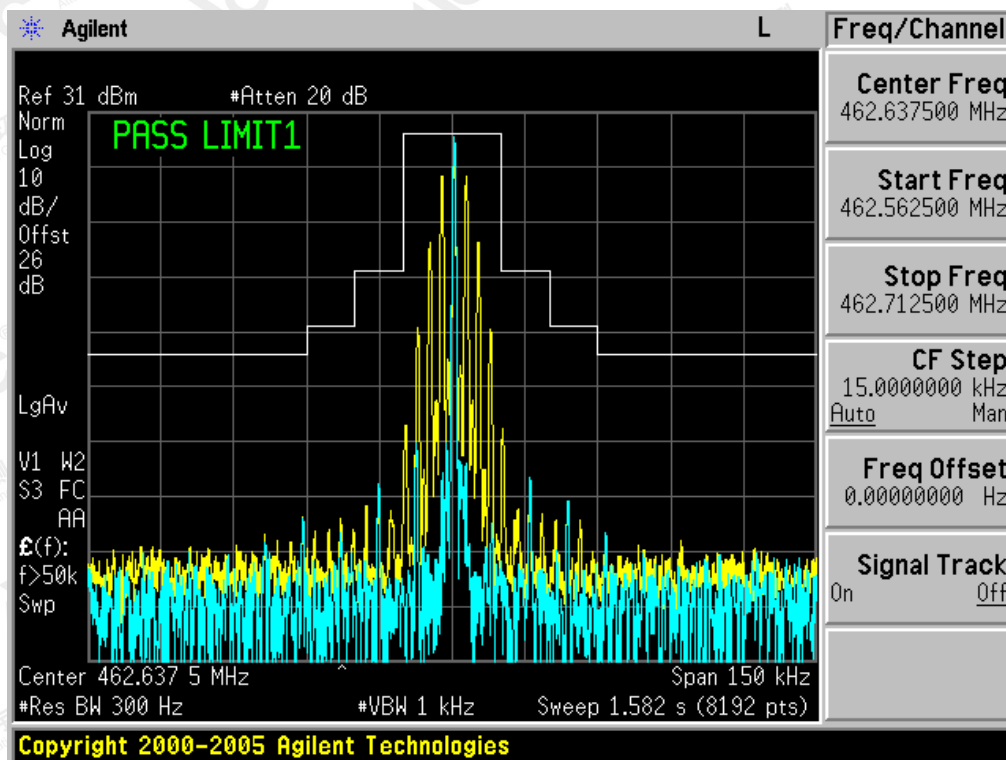 Agilent L
Ref 31 dBm #Atten 20 dB
Norm
Log
10
dB/
Offst
26
dB
PASS LIMIT1
LgAv
V1 W2
S3 FC
AA
£(f):
f>50k
Swp
Center 462.637 5 MHz Span 150 kHz
#Res BW 300 Hz #VBW 1 kHz Sweep 1.582 s (8192 pts)
Copyright 2000-2005 Agilent Technologies
Freq/Channel
Center Freq
462.637500 MHz
Start Freq
462.562500 MHz
Stop Freq
462.712500 MHz
CF Step
15.0000000 kHz
Auto Man
Freq Offset
0.00000000 Hz
Signal Track
On Off